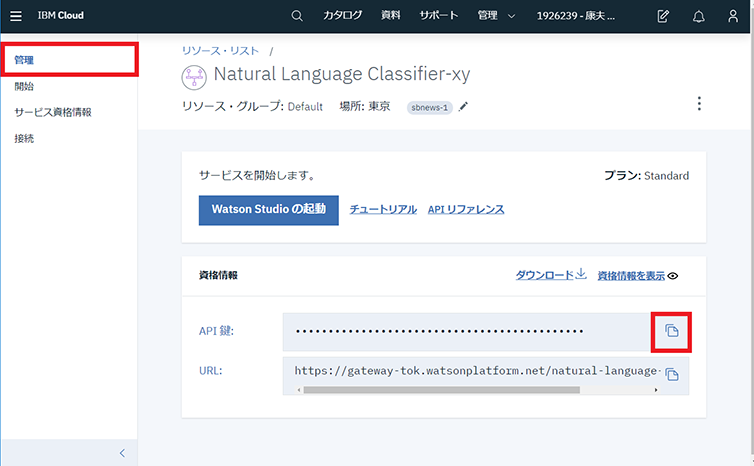 IBM Cloud カタログ 資料 サポート 管理 1926239 - 康夫 ...
管理
開始
サービス資格情報
接続
リソース・リスト /
Natural Language Classifier-xy
リソース・グループ: Default 場所: 東京 sbnews-1
サービスを開始します。 プラン: Standard
Watson Studio の起動 チュートリアル API リファレンス
資格情報 ダウンロード 資格情報を表示
API 鍵: ••••••••••••••••••••••••••••••••••••••••••••
URL: https://gateway-tok.watsonplatform.net/natural-language-